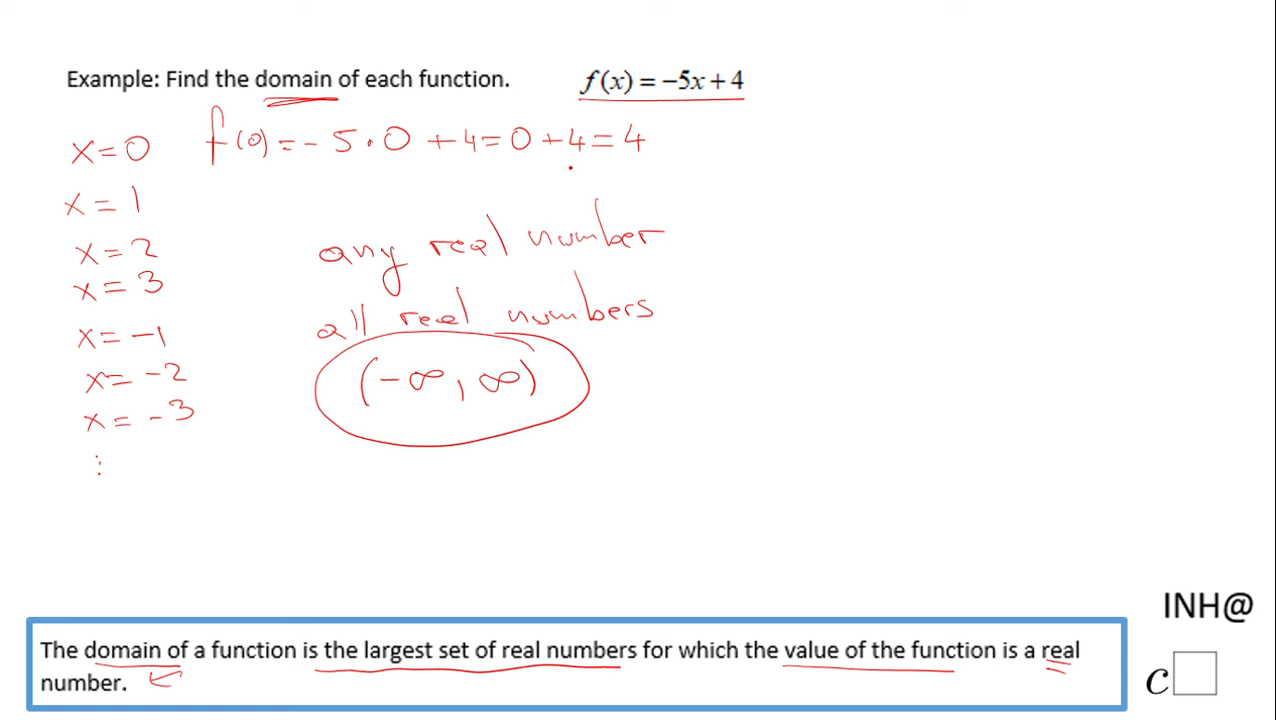 Example: Find the domain of each function. f(x) = −5x + 4
x = 0 f(0) = - 5 · 0 + 4 = 0 + 4 = 4
x = 1
x = 2 any real number
x = 3
x = -1 all real numbers
x = -2 (-∞, ∞)
x = -3
⋮
INH@
The domain of a function is the largest set of real numbers for which the value of the function is a real
number.
c